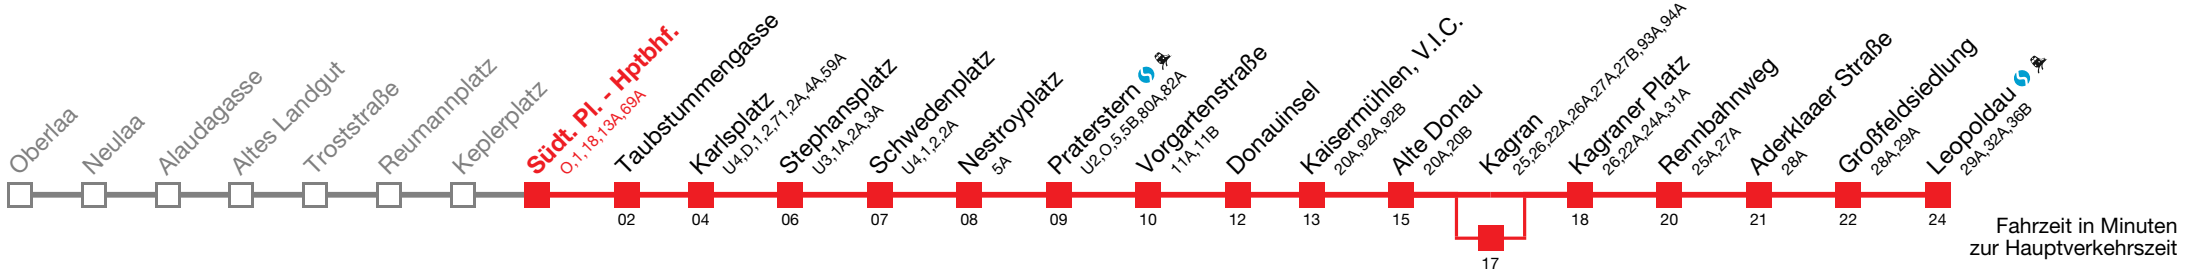 Oberlaa
Neulaa
Alaudagasse
Altes Landgut
Troststraße
Reumannplatz
Keplerplatz
Südt. Pl. - Hptbhf.
O,1,18,13A,69A
Taubstummengasse
02
Karlsplatz
U4,D,1,2,71,2A,4A,59A
04
Stephansplatz
U3,1A,2A,3A
06
Schwedenplatz
U4,1,2,2A
07
Nestroyplatz
5A
08
Praterstern
U2,O,5,5B,80A,82A
09
Vorgartenstraße
11A,11B
10
Donauinsel
12
Kaisermühlen, V.I.C.
20A,92A,92B
13
Alte Donau
20A,20B
15
Kagran
25,26,22A,26A,27A,27B,93A,94A
17
Kagraner Platz
26,22A,24A,31A
18
Rennbahnweg
25A,27A
20
Aderklaaer Straße
28A
21
Großfeldsiedlung
28A,29A
22
Leopoldau
29A,32A,36B
24
Fahrzeit in Minuten
zur Hauptverkehrszeit